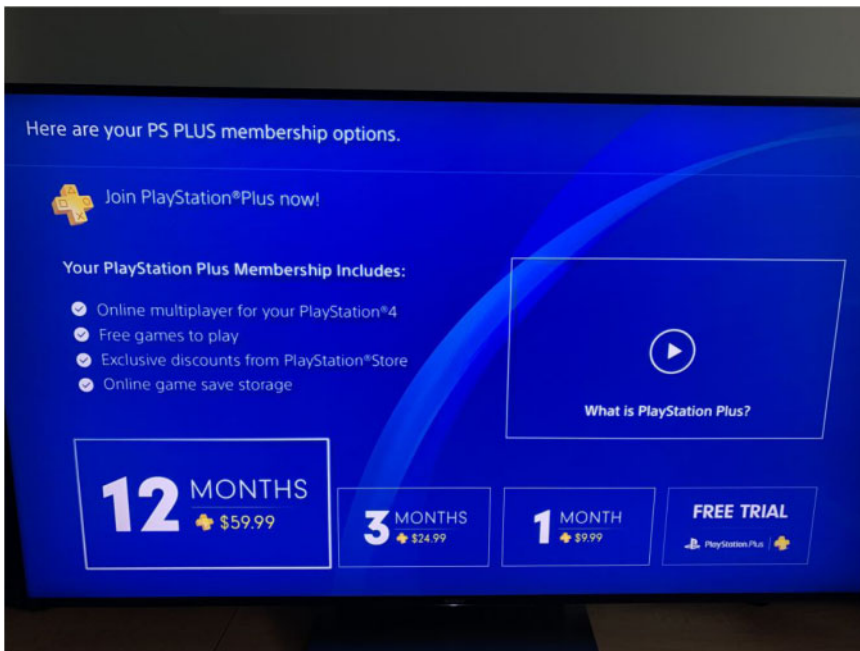 Here are your PS PLUS membership options.
Join PlayStation®Plus now!
Your PlayStation Plus Membership Includes:
Online multiplayer for your PlayStation®4
Free games to play
Exclusive discounts from PlayStation®Store
Online game save storage
What is PlayStation Plus?
12 MONTHS
$59.99
3 MONTHS
$24.99
1 MONTH
$9.99
FREE TRIAL
PlayStation.Plus